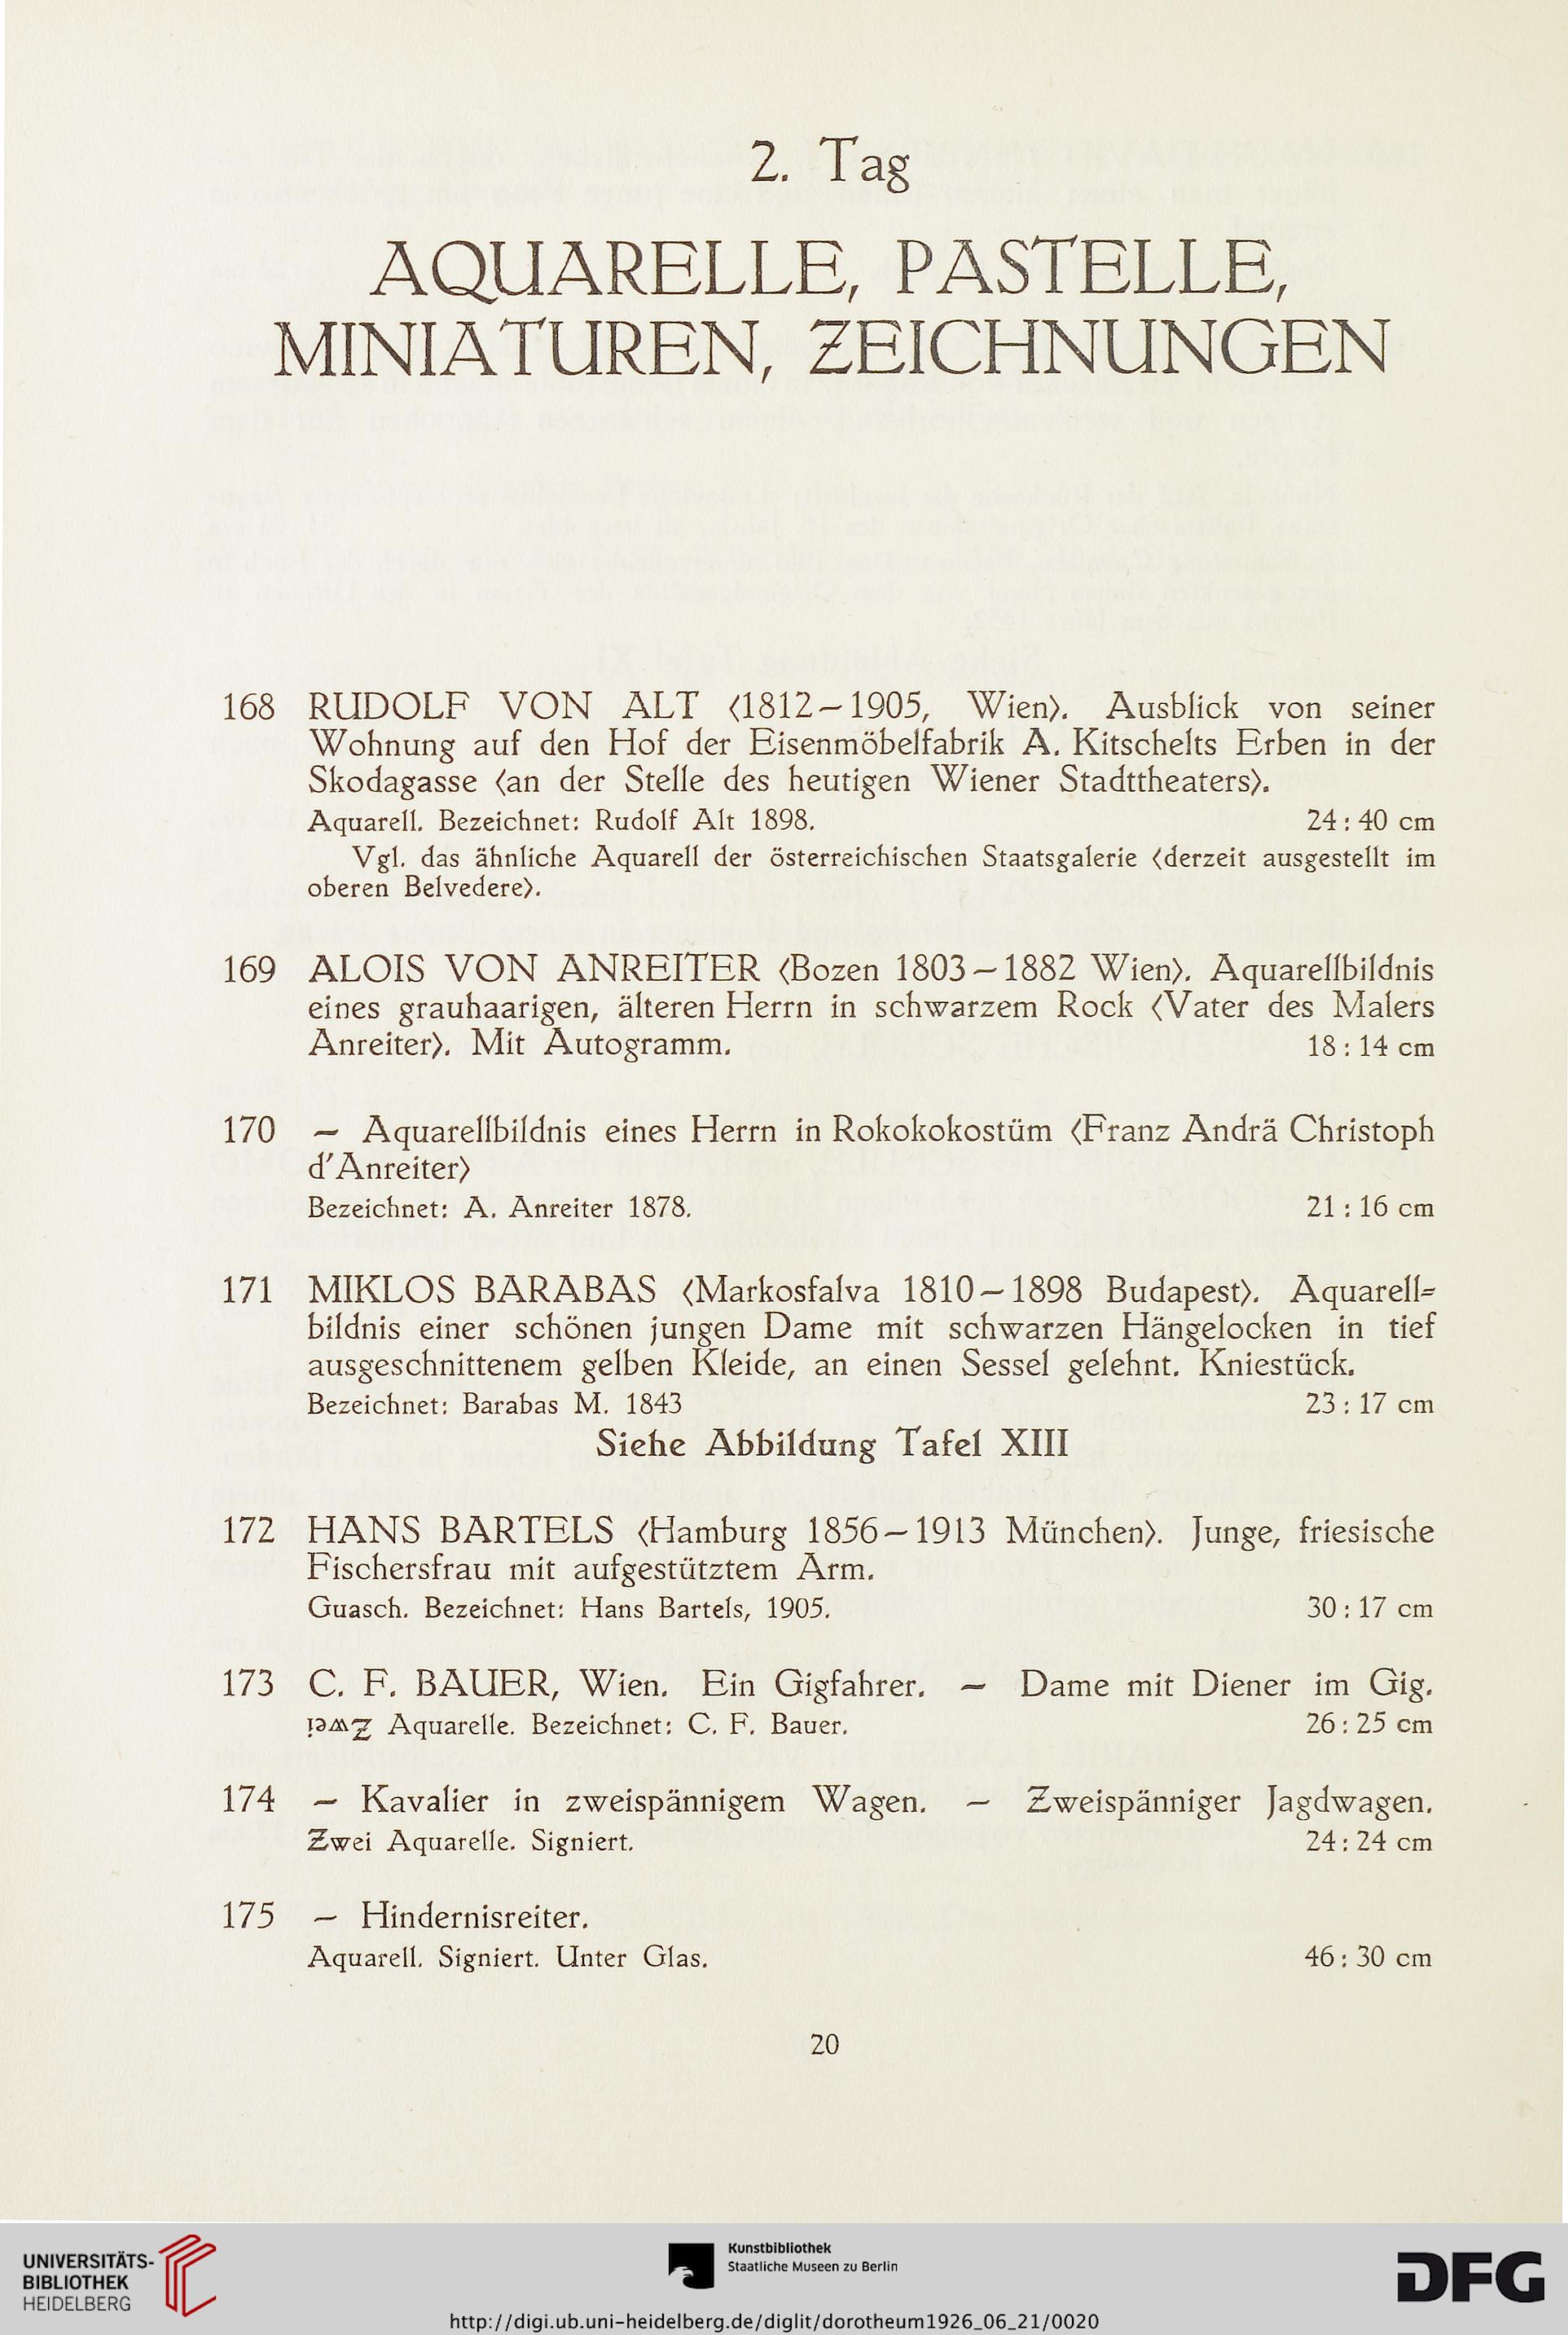 2. Tag
AQUARELLE, PASTELLE,
MINIATUREN, ZEICHNUNGEN
168 RUDOLF VON ALT ⟨1812–1905, Wien⟩. Ausblick von seiner
Wohnung auf den Hof der Eisenmöbelfabrik A. Kitschelts Erben in der
Skodagasse ⟨an der Stelle des heutigen Wiener Stadttheaters⟩.
Aquarell. Bezeichnet: Rudolf Alt 1898. 24 : 40 cm
Vgl. das ähnliche Aquarell der österreichischen Staatsgalerie ⟨derzeit ausgestellt im
oberen Belvedere⟩.
169 ALOIS VON ANREITER ⟨Bozen 1803–1882 Wien⟩. Aquarellbildnis
eines grauhaarigen, älteren Herrn in schwarzem Rock ⟨Vater des Malers
Anreiter⟩. Mit Autogramm. 18 : 14 cm
170 – Aquarellbildnis eines Herrn in Rokokokostüm ⟨Franz Andrä Christoph
d'Anreiter⟩
Bezeichnet: A. Anreiter 1878. 21 : 16 cm
171 MIKLOS BARABAS ⟨Markosfalva 1810–1898 Budapest⟩. Aquarell-
bildnis einer schönen jungen Dame mit schwarzen Hängelocken in tief
ausgeschnittenem gelben Kleide, an einen Sessel gelehnt. Kniestück.
Bezeichnet: Barabas M. 1843 23 : 17 cm
Siehe Abbildung Tafel XIII
172 HANS BARTELS ⟨Hamburg 1856–1913 München⟩. Junge, friesische
Fischersfrau mit aufgestütztem Arm.
Guasch. Bezeichnet: Hans Bartels, 1905. 30 : 17 cm
173 C. F. BAUER, Wien. Ein Gigfahrer. – Dame mit Diener im Gig.
Zwei Aquarelle. Bezeichnet: C. F. Bauer. 26 : 25 cm
174 – Kavalier in zweispännigem Wagen. – Zweispänniger Jagdwagen.
Zwei Aquarelle. Signiert. 24 : 24 cm
175 – Hindernisreiter.
Aquarell. Signiert. Unter Glas. 46 : 30 cm
20
UNIVERSITÄTS-
BIBLIOTHEK
HEIDELBERG
Kunstbibliothek
Staatliche Museen zu Berlin
DFG
http://digi.ub.uni-heidelberg.de/diglit/dorotheum1926_06_21/0020